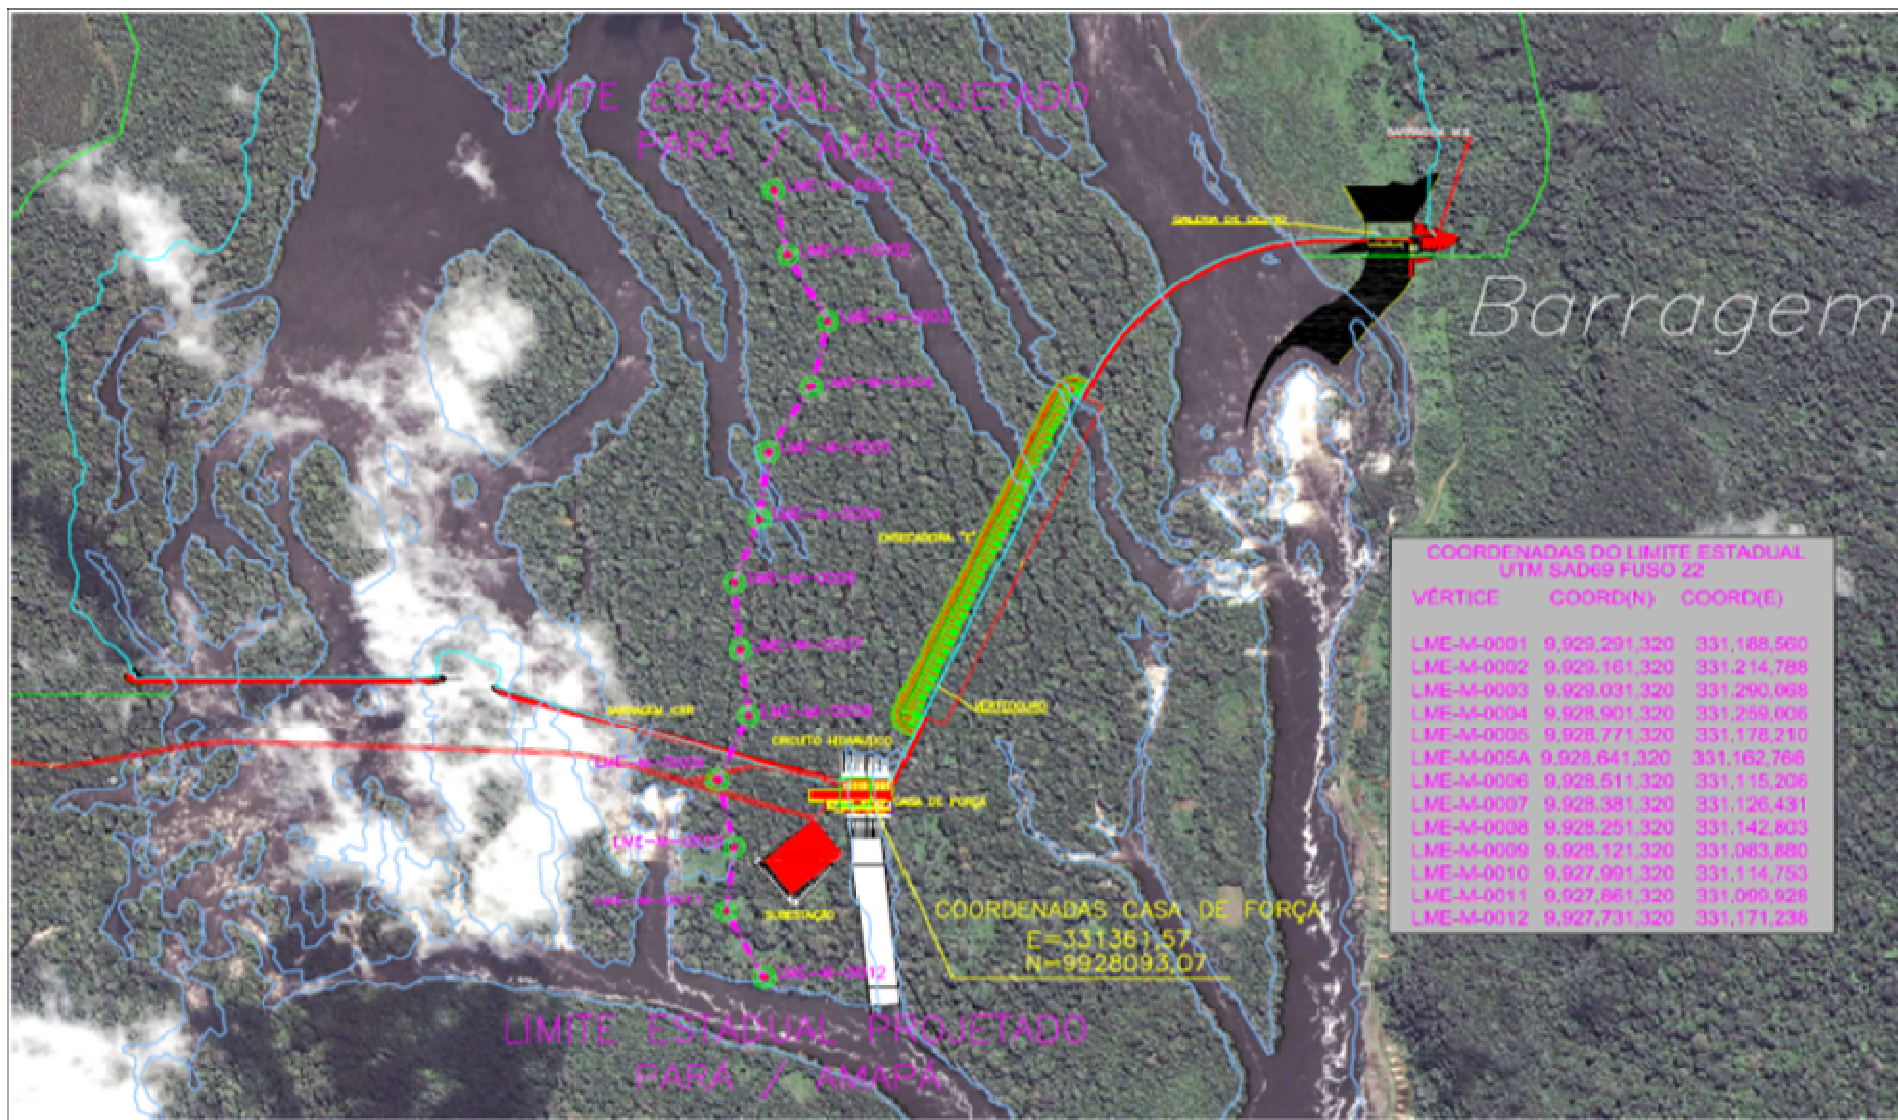 LIMITE ESTADUAL PROJETADO
PARÁ / AMAPÁ
LME-M-0001
LME-M-0002
LME-M-0003
LME-M-0004
LME-M-0005
LME-M-005A
LME-M-0006
LME-M-0007
LME-M-0008
LME-M-0009
LME-M-0010
LME-M-0011
LME-M-0012
GALERIA DE DESVIO
Barragem
ENSECADEIRA "E"
VERTEDOURO
BARRAGEM
CIRCUITO HIDRÁULICO
CASA DE FORÇA
SUBESTAÇÃO
COORDENADAS CASA DE FORÇA
E=331361,57
N=9928093,07
LIMITE ESTADUAL PROJETADO
PARÁ / AMAPÁ
COORDENADAS DO LIMITE ESTADUAL
UTM SAD69 FUSO 22
VÉRTICE COORD(N) COORD(E)
LME-M-0001 9,929,291,320 331,188,560
LME-M-0002 9.929.161,320 331.214,788
LME-M-0003 9.929.031,320 331.290,068
LME-M-0004 9.928,901,320 331,259,006
LME-M-0005 9.928,771,320 331,178,210
LME-M-005A 9.928.641,320 331,162,766
LME-M-0006 9.928,511,320 331,115,206
LME-M-0007 9.928.381,320 331.126,431
LME-M-0008 9.928.251,320 331.142,803
LME-M-0009 9.928,121,320 331,083,880
LME-M-0010 9,927,991,320 331,114,753
LME-M-0011 9,927,861,320 331,099,928
LME-M-0012 9.927,731,320 331,171,238